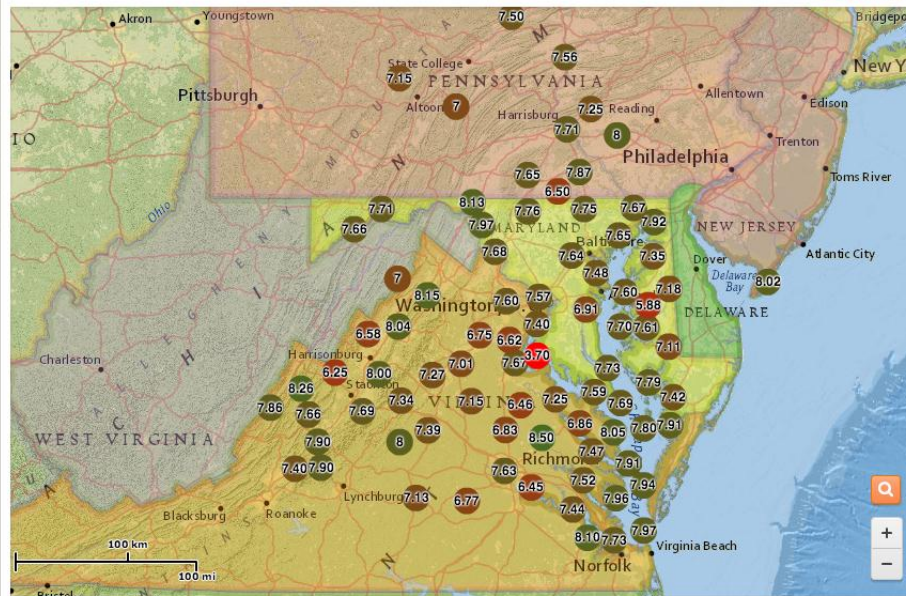 7.50
Akron
Youngstown
Bridgepo
7.56
State College
New Y
7.15
PENNSYLVANIA
Allentown
Pittsburgh
Altoon
7
7.25
Reading
Edison
Harrisburg
7.71
8
Trenton
IO
Philadelphia
7.65
7.87
Toms River
6.50
Ohio
7.71
8.13
7.76
7.75
7.67
7.66
7.97
MARYLAND
7.65
7.92
NEW JERSEY
7.68
7.64
Baltimore
7.35
Atlantic City
7.48
Dover
Delaware
Bay
8.02
7
8.15
Washington,
7.60
7.57
7.60
7.18
6.91
5.88
DELAWARE
6.58
8.04
6.75
6.62
7.40
7.70
7.61
Harrisonburg
7.67
3.70
7.11
Charleston
6.25
8.00
7.27
7.01
7.73
Staunton
7.79
8.26
7.34
VIRGINIA
7.15
6.46
7.25
7.59
7.69
7.42
7.86
7.66
7.69
WEST VIRGINIA
7.90
8
7.39
6.83
8.50
6.86
8.05
7.80
7.91
Richmo
7.47
7.91
7.40
7.90
7.63
7.52
7.94
Lynchburg
6.45
7.96
Bay
7.13
6.77
7.44
Blacksburg
Roanoke
8.10
7.73
7.97
Virginia Beach
Norfolk
100 km
100 mi
Bristol
+
−